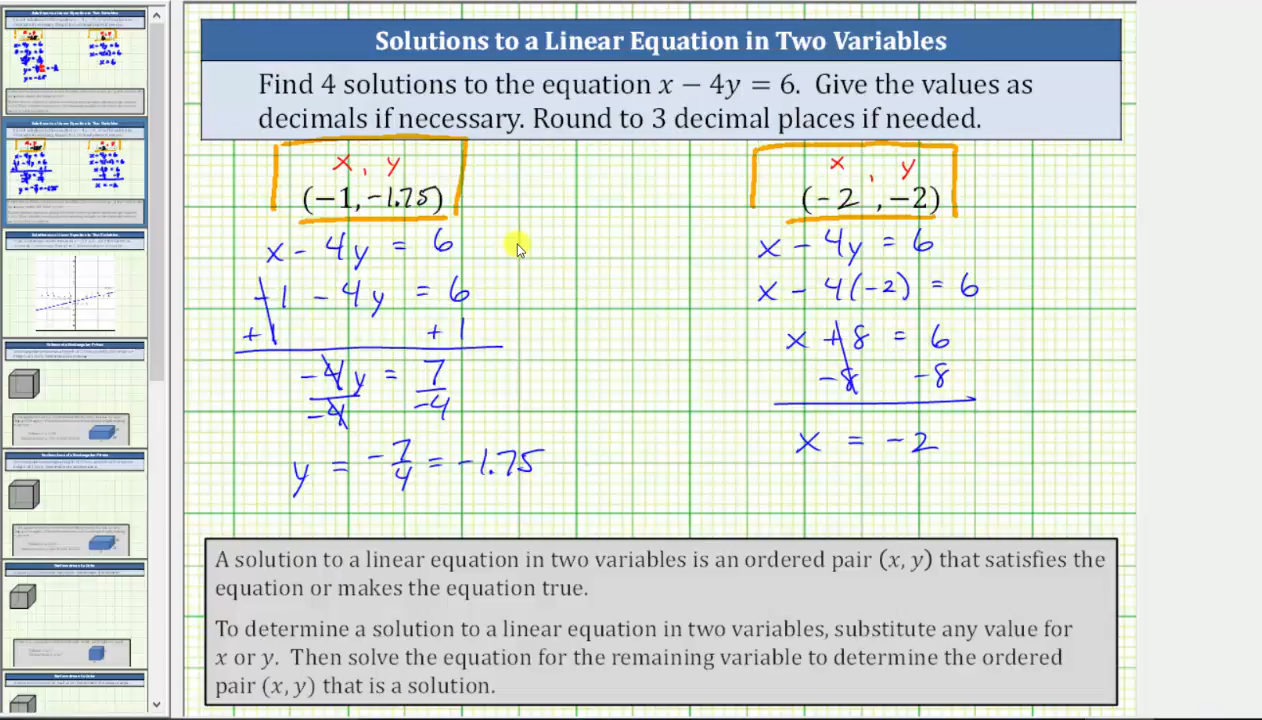 Solutions to a Linear Equation in Two Variables
Find 4 solutions to the equation x − 4y = 6. Give the values as
decimals if necessary. Round to 3 decimal places if needed.
x , y
(−1, −1.75)
x − 4y = 6
−1 − 4y = 6
+1 +1
−4y = 7
−4 −4
y = −7/4 = −1.75
x , y
(−2 , −2)
x − 4y = 6
x − 4(−2) = 6
x + 8 = 6
−8 −8
x = −2
A solution to a linear equation in two variables is an ordered pair (x, y) that satisfies the
equation or makes the equation true.
To determine a solution to a linear equation in two variables, substitute any value for
x or y. Then solve the equation for the remaining variable to determine the ordered
pair (x, y) that is a solution.